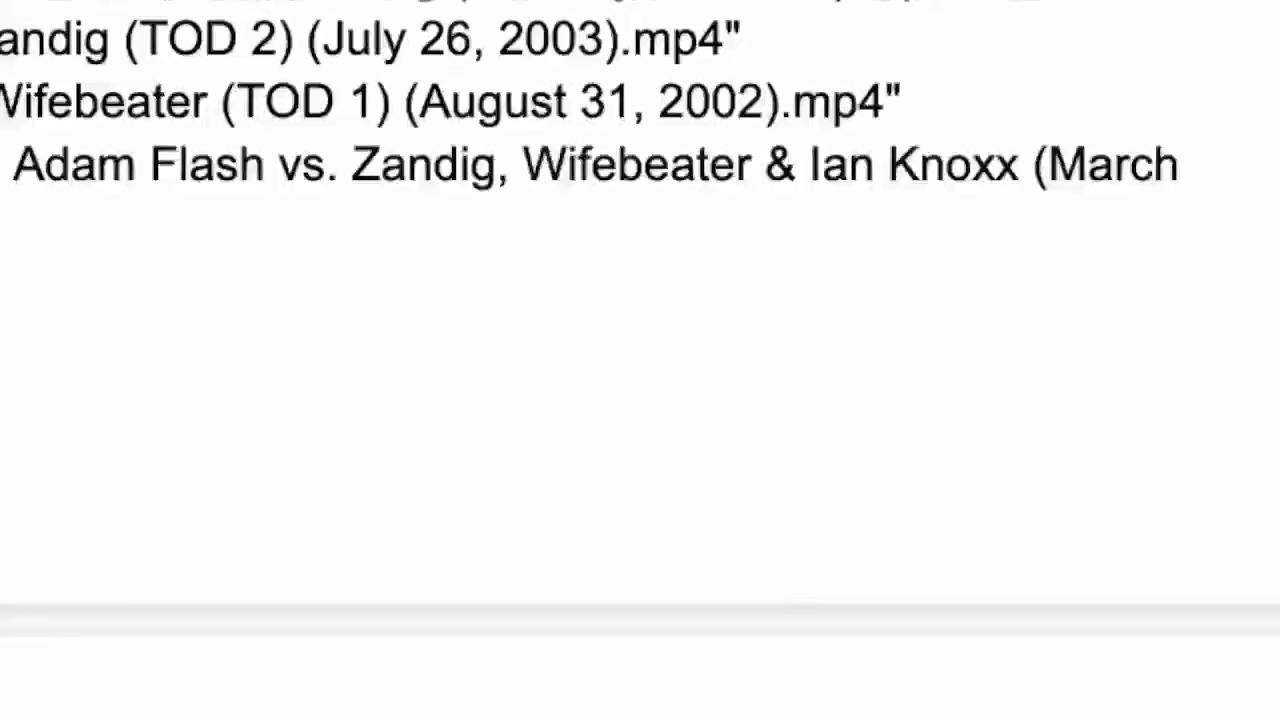 andig (TOD 2) (July 26, 2003).mp4"
Wifebeater (TOD 1) (August 31, 2002).mp4"
Adam Flash vs. Zandig, Wifebeater & Ian Knoxx (March